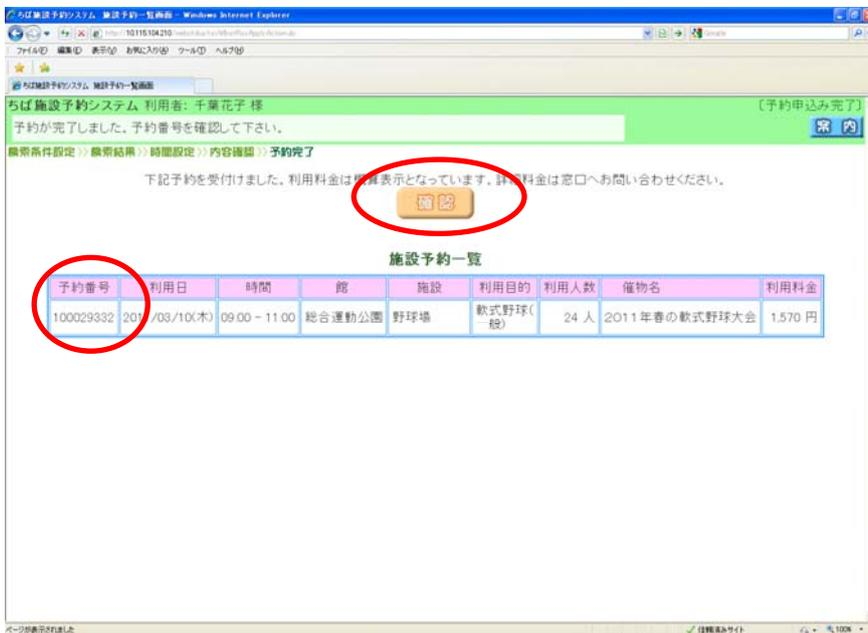 ちば施設予約システム 施設予約一覧画面 - Windows Internet Explorer
ファイル(F) 編集(E) 表示(V) お気に入り(A) ツール(T) ヘルプ(H)
ちば施設予約システム 施設予約一覧画面
ちば施設予約システム 利用者: 千葉花子 様 〔予約申込み完了〕
予約が完了しました。予約番号を確認して下さい。 案内
検索条件設定 >> 検索結果 >> 時間設定 >> 内容確認 >> 予約完了
下記予約を受付けました。利用料金は概算表示となっています。詳細料金は窓口へお問い合わせください。
確認
施設予約一覧
予約番号 利用日 時間 館 施設 利用目的 利用人数 催物名 利用料金
100029332 201 /03/10(木) 09:00 - 11:00 総合運動公園 野球場 軟式野球(一般) 24 人 2011年春の軟式野球大会 1,570 円
ページが表示されました 信頼済みサイト 100%